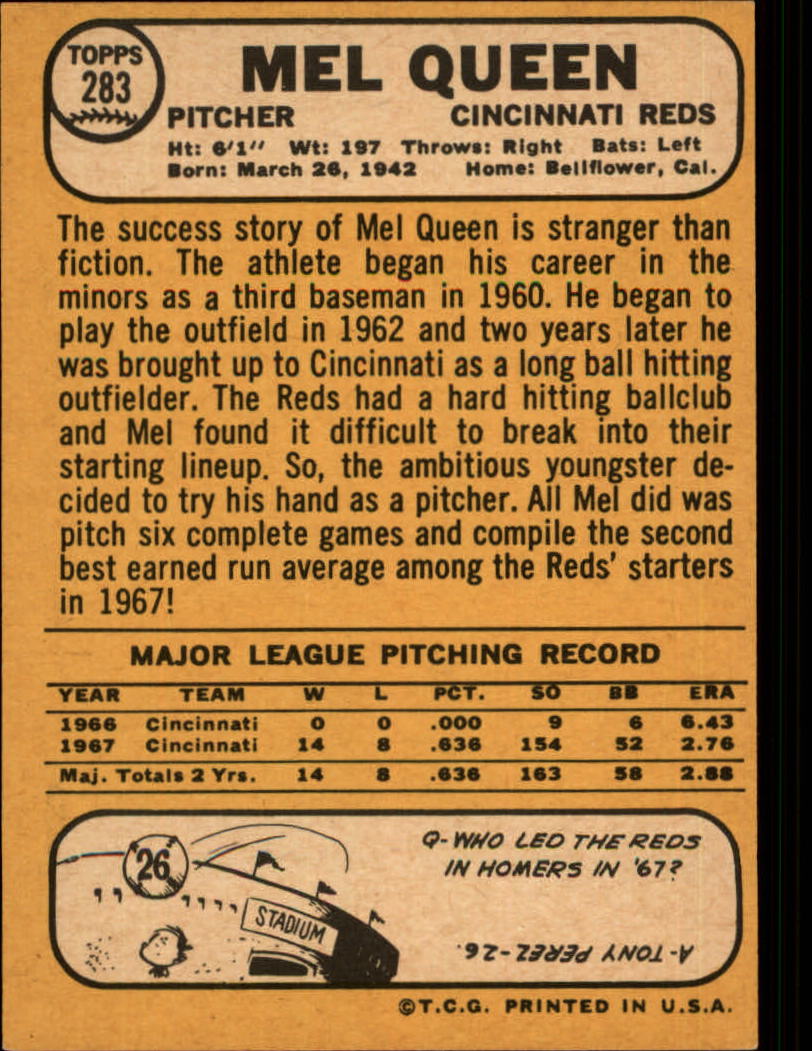 TOPPS
283
MEL QUEEN
PITCHER CINCINNATI REDS
Ht: 6'1" Wt: 197 Throws: Right Bats: Left
Born: March 26, 1942 Home: Bellflower, Cal.
The success story of Mel Queen is stranger than
fiction. The athlete began his career in the
minors as a third baseman in 1960. He began to
play the outfield in 1962 and two years later he
was brought up to Cincinnati as a long ball hitting
outfielder. The Reds had a hard hitting ballclub
and Mel found it difficult to break into their
starting lineup. So, the ambitious youngster de-
cided to try his hand as a pitcher. All Mel did was
pitch six complete games and compile the second
best earned run average among the Reds' starters
in 1967!
MAJOR LEAGUE PITCHING RECORD
YEAR TEAM W L PCT. SO BB ERA
1966 Cincinnati 0 0 .000 9 6 6.43
1967 Cincinnati 14 8 .636 154 52 2.76
Maj. Totals 2 Yrs. 14 8 .636 163 58 2.88
26
STADIUM
Q-WHO LED THE REDS
IN HOMERS IN '67?
A-TONY PEREZ-26.
©T.C.G. PRINTED IN U.S.A.